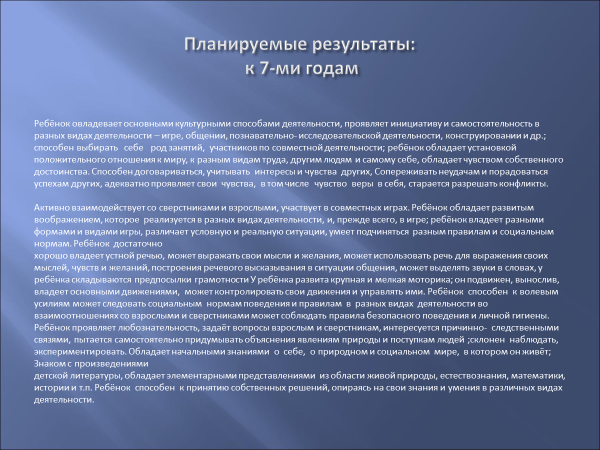 Планируемые результаты:
к 7-ми годам
Ребёнок овладевает основными культурными способами деятельности, проявляет инициативу и самостоятельность в
разных видах деятельности – игре, общении, познавательно- исследовательской деятельности, конструировании и др.;
способен выбирать себе род занятий, участников по совместной деятельности; ребёнок обладает установкой
положительного отношения к миру, к разным видам труда, другим людям и самому себе, обладает чувством собственного
достоинства. Способен договариваться, учитывать интересы и чувства других, Сопереживать неудачам и порадоваться
успехам других, адекватно проявляет свои чувства, в том числе чувство веры в себя, старается разрешать конфликты.
Активно взаимодействует со сверстниками и взрослыми, участвует в совместных играх. Ребёнок обладает развитым
воображением, которое реализуется в разных видах деятельности, и, прежде всего, в игре; ребёнок владеет разными
формами и видами игры, различает условную и реальную ситуации, умеет подчиняться разным правилам и социальным
нормам. Ребёнок достаточно
хорошо владеет устной речью, может выражать свои мысли и желания, может использовать речь для выражения своих
мыслей, чувств и желаний, построения речевого высказывания в ситуации общения, может выделять звуки в словах, у
ребёнка складываются предпосылки грамотности У ребёнка развита крупная и мелкая моторика; он подвижен, вынослив,
владеет основными движениями, может контролировать свои движения и управлять ими. Ребёнок способен к волевым
усилиям может следовать социальным нормам поведения и правилам в разных видах деятельности во
взаимоотношениях со взрослыми и сверстниками может соблюдать правила безопасного поведения и личной гигиены.
Ребёнок проявляет любознательность, задаёт вопросы взрослым и сверстникам, интересуется причинно- следственными
связями, пытается самостоятельно придумывать объяснения явлениям природы и поступкам людей ;склонен наблюдать,
экспериментировать. Обладает начальными знаниями о себе, о природном и социальном мире, в котором он живёт;
Знаком с произведениями
детской литературы, обладает элементарными представлениями из области живой природы, естествознания, математики,
истории и т.п. Ребёнок способен к принятию собственных решений, опираясь на свои знания и умения в различных видах
деятельности.